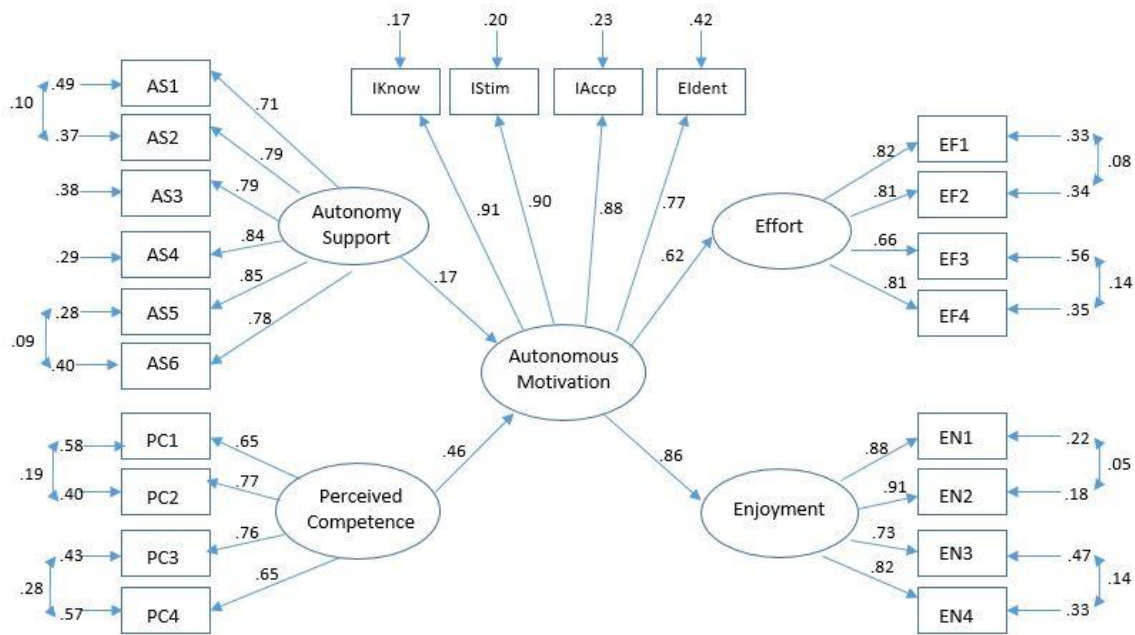 .17
.20
.23
.42
IKnow
IStim
IAccp
EIdent
.10
.49
AS1
.37
AS2
.38
AS3
.29
AS4
.09
.28
AS5
.40
AS6
.71
.79
.79
.84
.85
.78
Autonomy
Support
.17
.91
.90
.88
.77
Autonomous
Motivation
.19
.58
PC1
.40
PC2
.28
.43
PC3
.57
PC4
.65
.77
.76
.65
Perceived
Competence
.46
.62
Effort
.82
.81
.66
.81
EF1
.33
EF2
.34
.08
EF3
.56
EF4
.35
.14
.86
Enjoyment
.88
.91
.73
.82
EN1
.22
EN2
.18
.05
EN3
.47
EN4
.33
.14